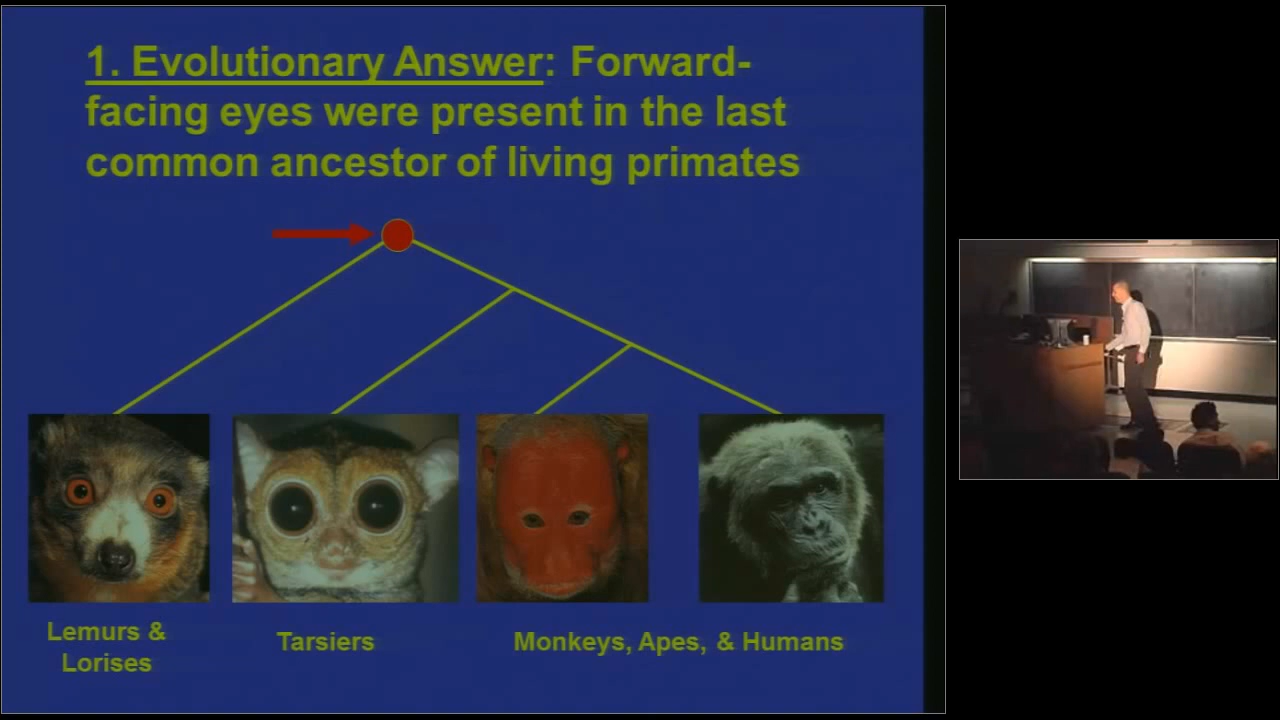 1. Evolutionary Answer: Forward-
facing eyes were present in the last
common ancestor of living primates
Lemurs &
Lorises
Tarsiers
Monkeys, Apes, & Humans